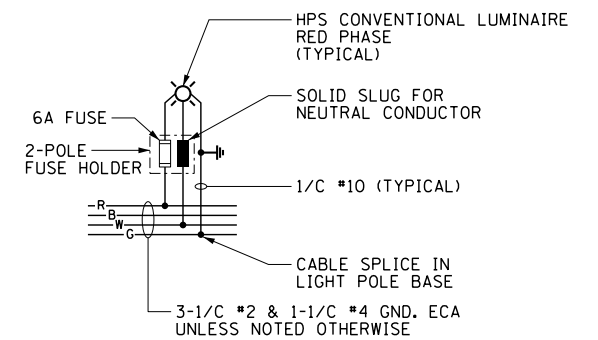 HPS CONVENTIONAL LUMINAIRE
RED PHASE
(TYPICAL)
SOLID SLUG FOR
NEUTRAL CONDUCTOR
6A FUSE
2-POLE
FUSE HOLDER
1/C #10 (TYPICAL)
R
B
W
G
CABLE SPLICE IN
LIGHT POLE BASE
3-1/C #2 & 1-1/C #4 GND. ECA
UNLESS NOTED OTHERWISE